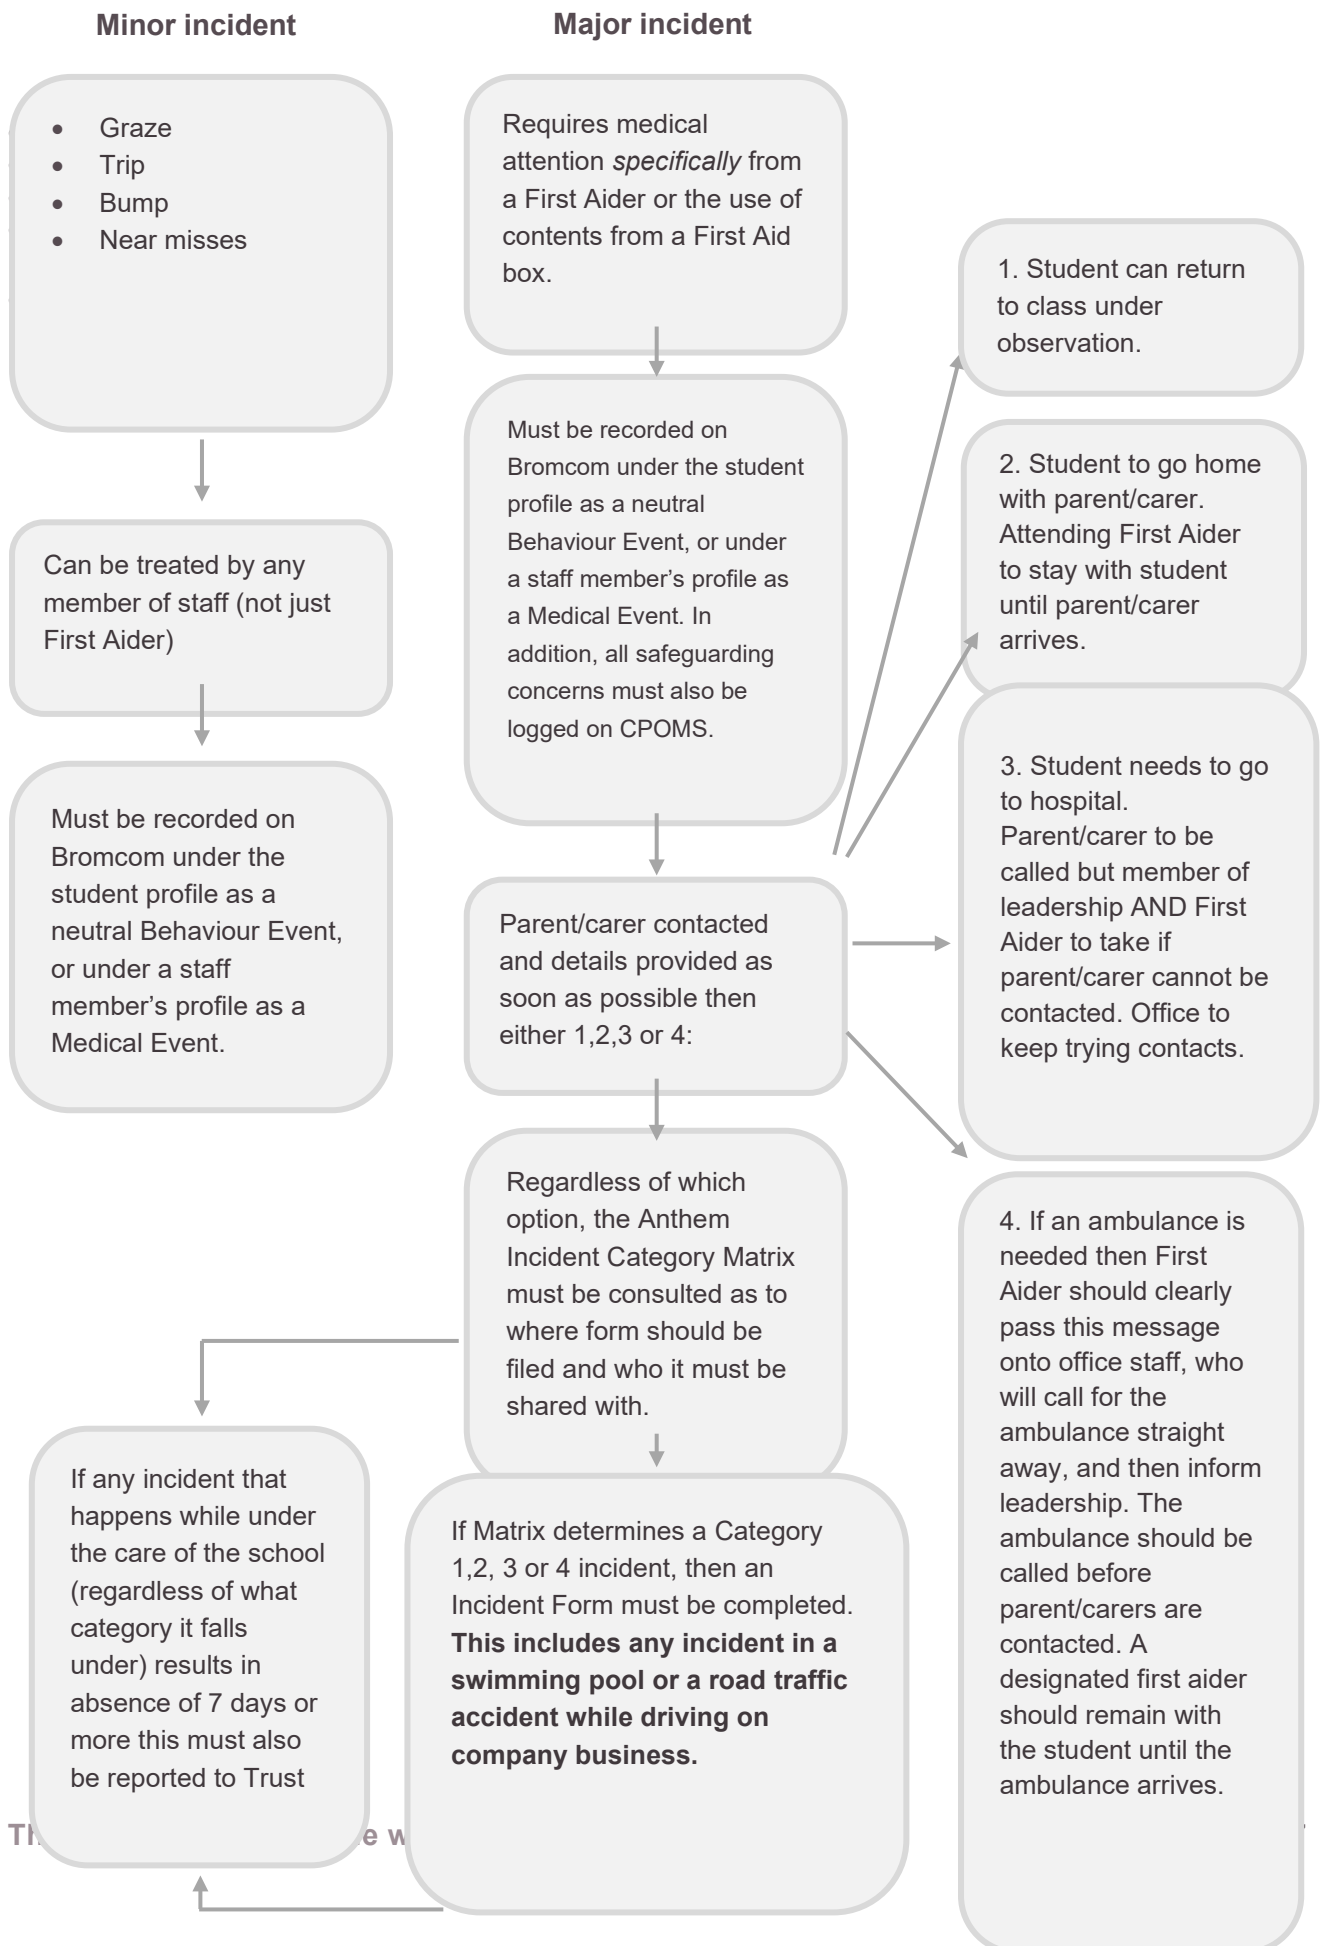 Minor incident
Major incident
• Graze
• Trip
• Bump
• Near misses
Can be treated by any
member of staff (not just
First Aider)
Must be recorded on
Bromcom under the
student profile as a
neutral Behaviour Event,
or under a staff
member’s profile as a
Medical Event.
Requires medical
attention specifically from
a First Aider or the use of
contents from a First Aid
box.
Must be recorded on
Bromcom under the student
profile as a neutral
Behaviour Event, or under
a staff member’s profile as
a Medical Event. In
addition, all safeguarding
concerns must also be
logged on CPOMS.
Parent/carer contacted
and details provided as
soon as possible then
either 1,2,3 or 4:
1. Student can return
to class under
observation.
2. Student to go home
with parent/carer.
Attending First Aider
to stay with student
until parent/carer
arrives.
3. Student needs to go
to hospital.
Parent/carer to be
called but member of
leadership AND First
Aider to take if
parent/carer cannot be
contacted. Office to
keep trying contacts.
4. If an ambulance is
needed then First
Aider should clearly
pass this message
onto office staff, who
will call for the
ambulance straight
away, and then inform
leadership. The
ambulance should be
called before
parent/carers are
contacted. A
designated first aider
should remain with
the student until the
ambulance arrives.
Regardless of which
option, the Anthem
Incident Category Matrix
must be consulted as to
where form should be
filed and who it must be
shared with.
If Matrix determines a Category
1,2, 3 or 4 incident, then an
Incident Form must be completed.
This includes any incident in a
swimming pool or a road traffic
accident while driving on
company business.
If any incident that
happens while under
the care of the school
(regardless of what
category it falls
under) results in
absence of 7 days or
more this must also
be reported to Trust